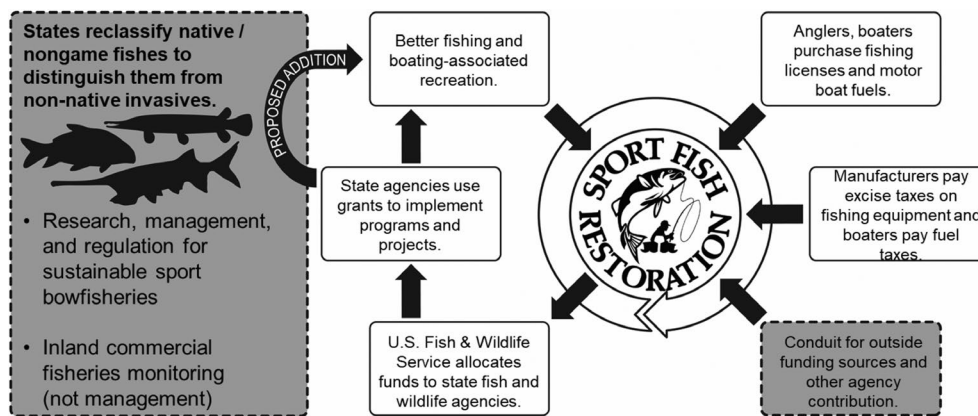 States reclassify native /
nongame fishes to
distinguish them from
non-native invasives.
• Research, management,
and regulation for
sustainable sport
bowfisheries
• Inland commercial
fisheries monitoring
(not management)
PROPOSED ADDITION
Better fishing and
boating-associated
recreation.
State agencies use
grants to implement
programs and
projects.
U.S. Fish & Wildlife
Service allocates
funds to state fish and
wildlife agencies.
SPORT FISH
RESTORATION
Anglers, boaters
purchase fishing
licenses and motor
boat fuels.
Manufacturers pay
excise taxes on
fishing equipment and
boaters pay fuel
taxes.
Conduit for outside
funding sources and
other agency
contribution.